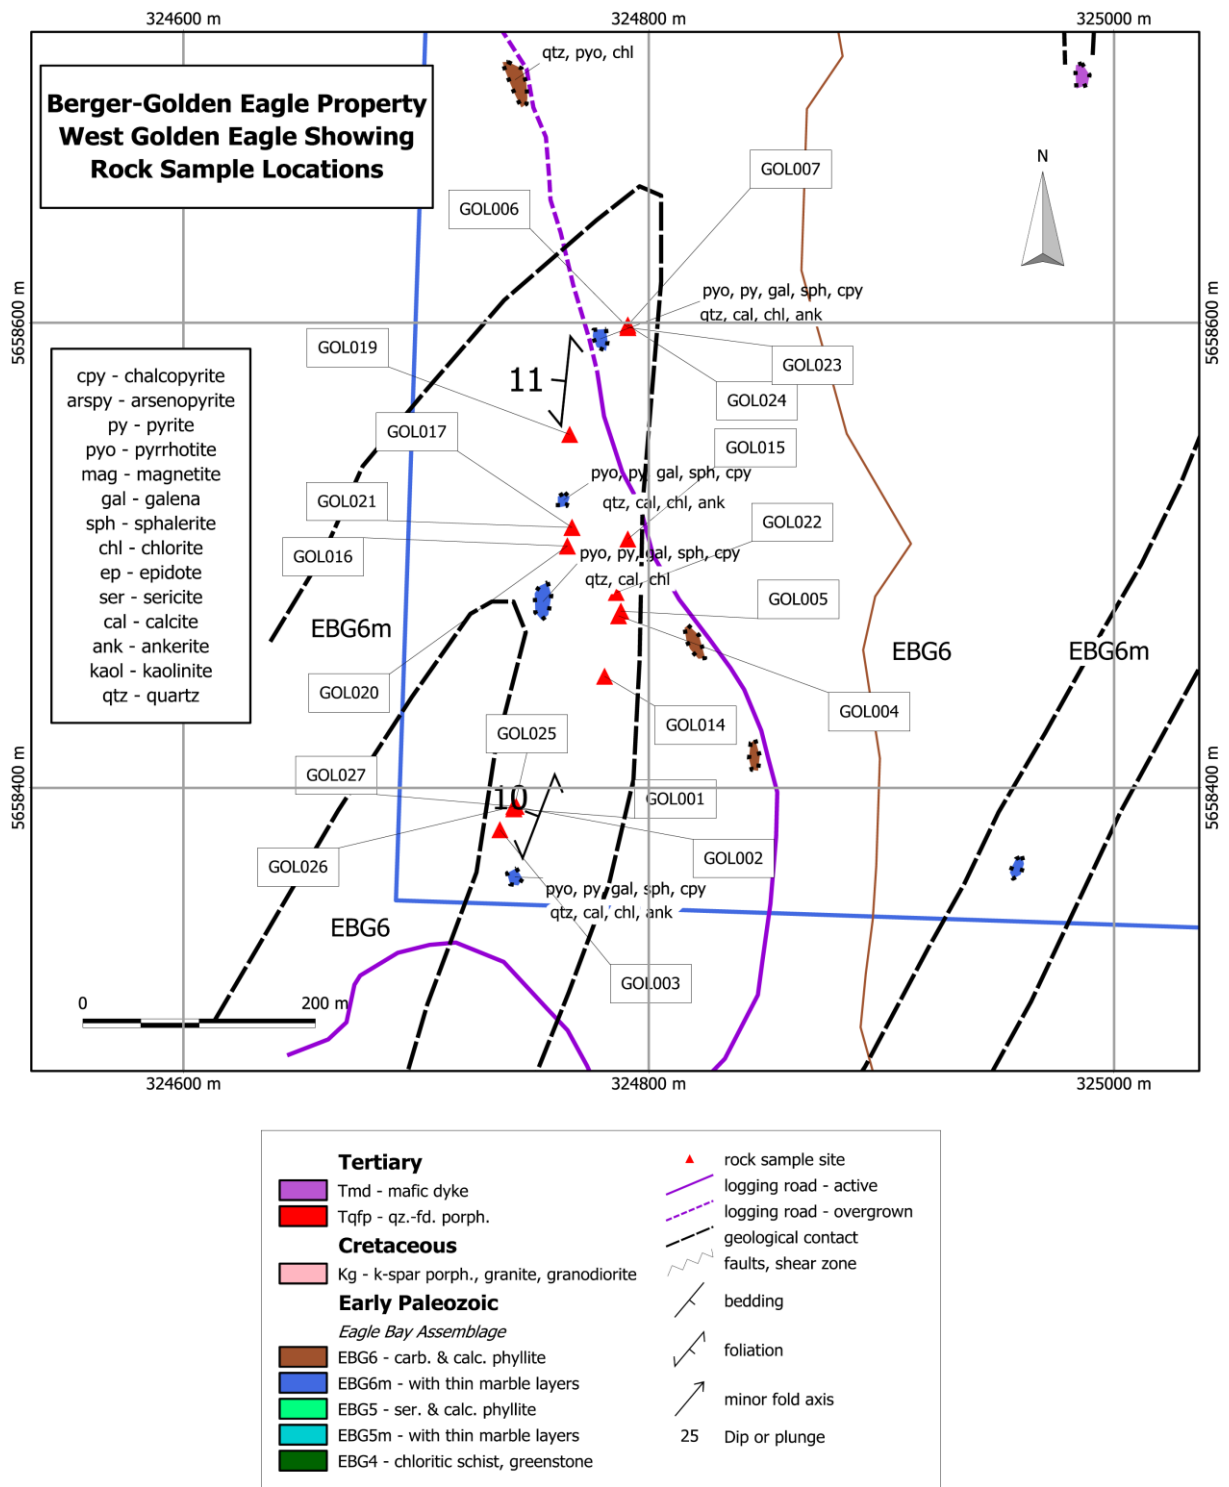 324600 m
324800 m
325000 m
qtz, pyo, chl
Berger-Golden Eagle Property
West Golden Eagle Showing
Rock Sample Locations
GOL007
N
GOL006
pyo, py, gal, sph, cpy
qtz, cal, chl, ank
5658600 m
5658600 m
GOL019
GOL023
11
GOL024
GOL017
GOL015
cpy - chalcopyrite
arspy - arsenopyrite
py - pyrite
pyo - pyrrhotite
mag - magnetite
gal - galena
sph - sphalerite
chl - chlorite
ep - epidote
ser - sericite
cal - calcite
ank - ankerite
kaol - kaolinite
qtz - quartz
pyo, py, gal, sph, cpy
qtz, cal, chl, ank
GOL021
GOL022
GOL016
pyo, py, gal, sph, cpy
qtz, cal, chl
GOL005
EBG6m
EBG6
EBG6m
GOL020
GOL004
GOL014
GOL025
GOL027
10
GOL001
5658400 m
5658400 m
GOL002
GOL026
pyo, py, gal, sph, cpy
qtz, cal, chl, ank
EBG6
GOL003
0
200 m
324600 m
324800 m
325000 m
Tertiary
Tmd - mafic dyke
Tqfp - qz.-fd. porph.
Cretaceous
Kg - k-spar porph., granite, granodiorite
Early Paleozoic
Eagle Bay Assemblage
EBG6 - carb. & calc. phyllite
EBG6m - with thin marble layers
EBG5 - ser. & calc. phyllite
EBG5m - with thin marble layers
EBG4 - chloritic schist, greenstone
rock sample site
logging road - active
logging road - overgrown
geological contact
faults, shear zone
bedding
foliation
minor fold axis
25 Dip or plunge